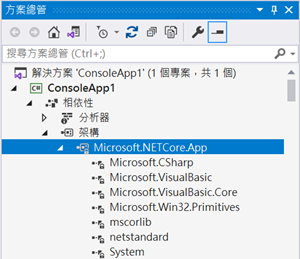 方案總管
搜尋方案總管 (Ctrl+;)
解決方案 'ConsoleApp1' (1 個專案，共 1 個)
C# ConsoleApp1
相依性
分析器
架構
Microsoft.NETCore.App
Microsoft.CSharp
Microsoft.VisualBasic
Microsoft.VisualBasic.Core
Microsoft.Win32.Primitives
mscorlib
netstandard
System